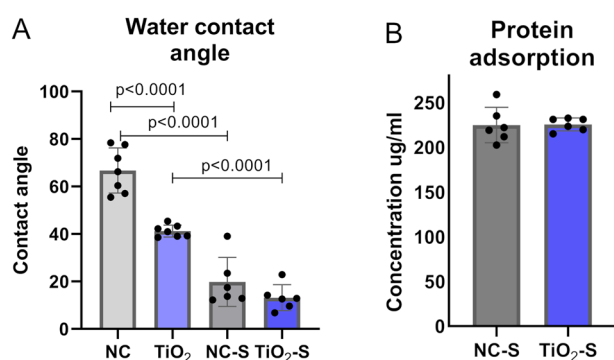 A
Water contact
angle
Contact angle
100
80
60
40
20
0
p<0.0001
p<0.0001
p<0.0001
NC
TiO₂
NC-S
TiO₂-S
B
Protein
adsorption
Concentration ug/ml
250
200
150
100
50
0
NC-S
TiO₂-S